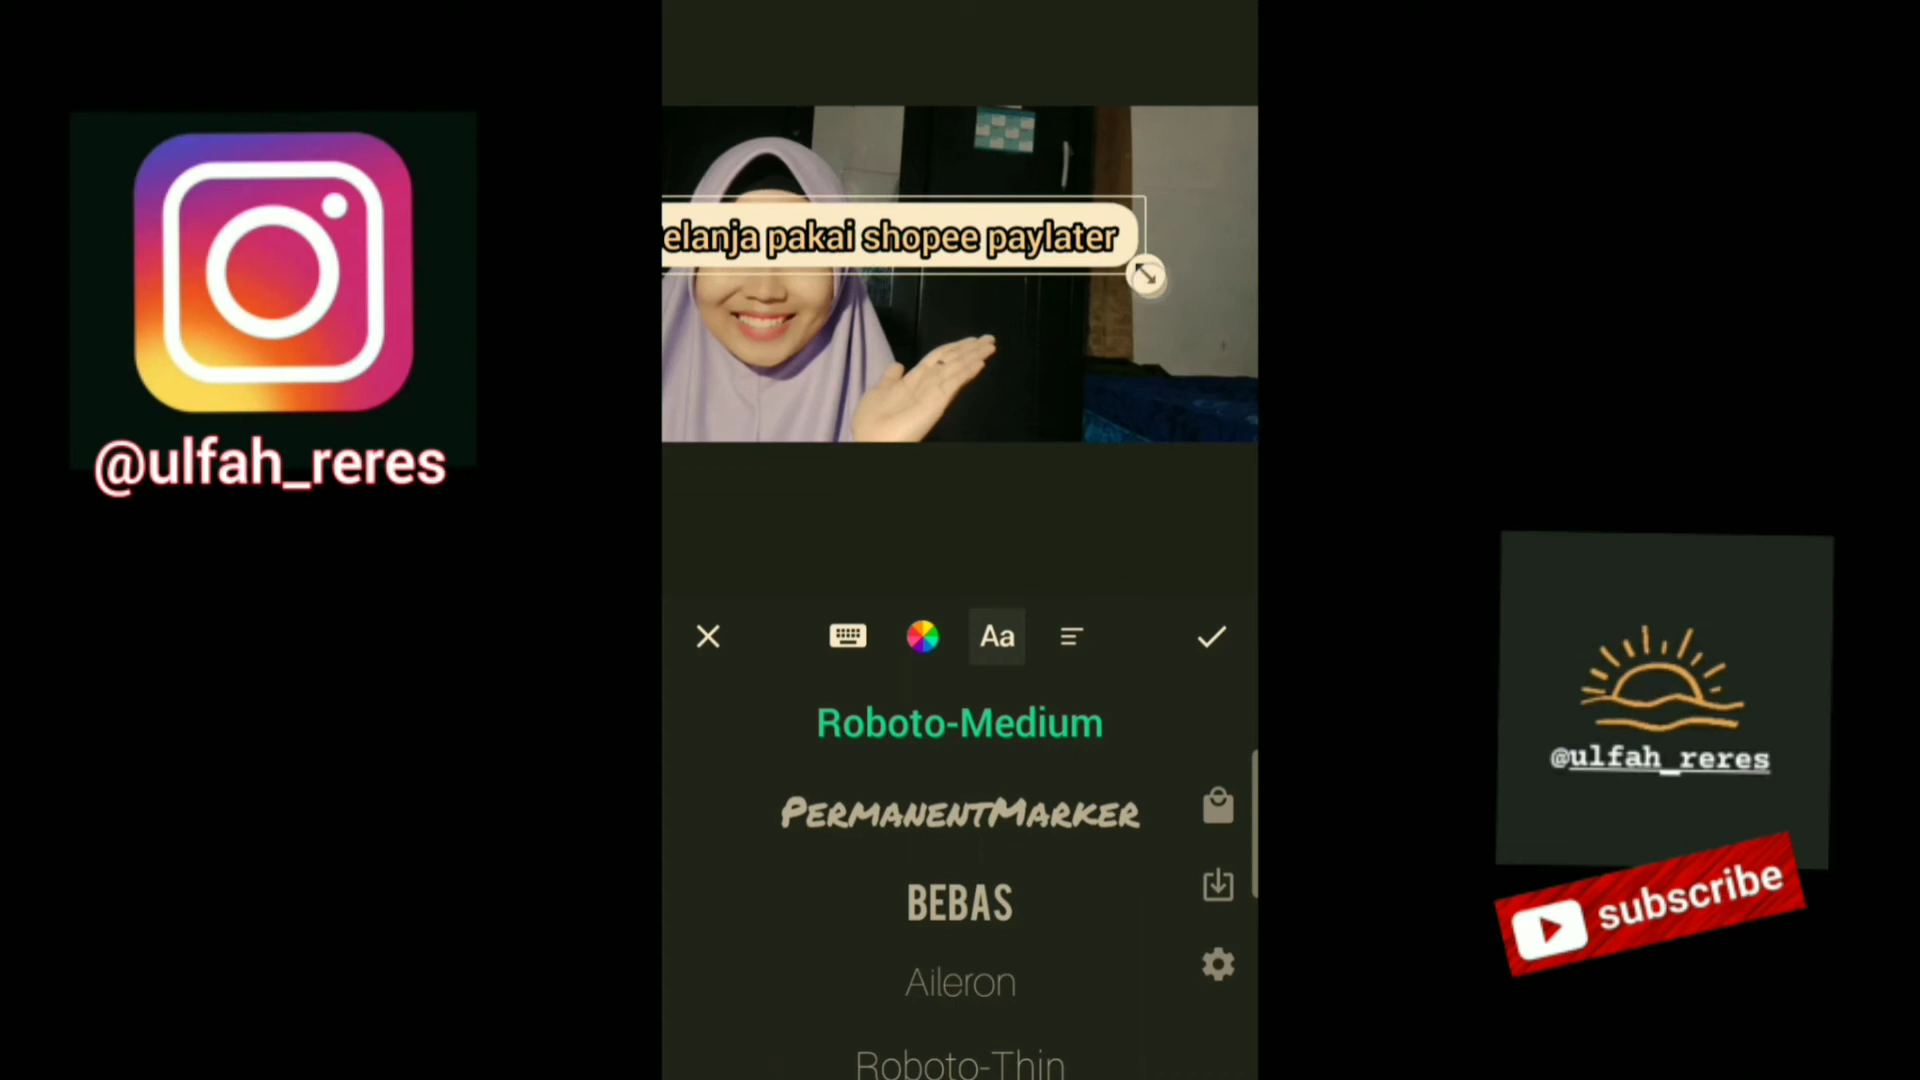 @ulfah_reres
elanja pakai shopee paylater
Aa
Roboto-Medium
PERMANENTMARKER
BEBAS
Aileron
Roboto-Thin
@ulfah_reres
subscribe